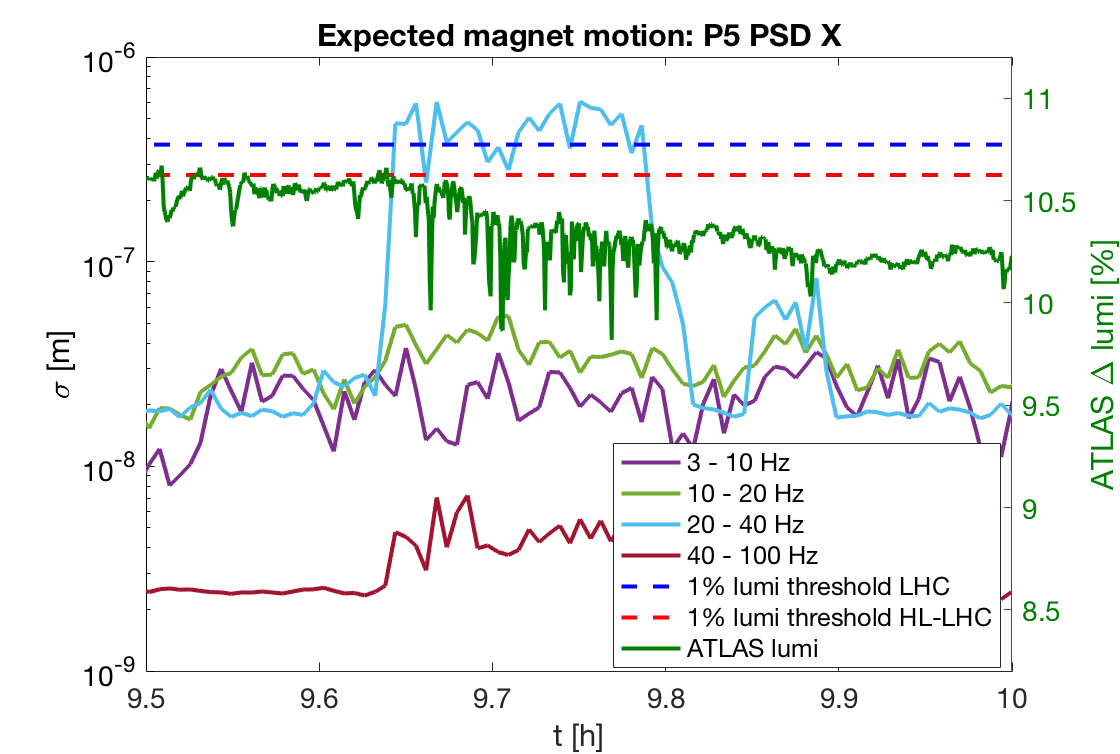 Expected magnet motion: P5 PSD X
10-6
10-7
10-8
10-9
σ [m]
11
10.5
10
9.5
9
8.5
ATLAS Δ lumi [%]
3 - 10 Hz
10 - 20 Hz
20 - 40 Hz
40 - 100 Hz
1% lumi threshold LHC
1% lumi threshold HL-LHC
ATLAS lumi
9.5 9.6 9.7 9.8 9.9 10
t [h]